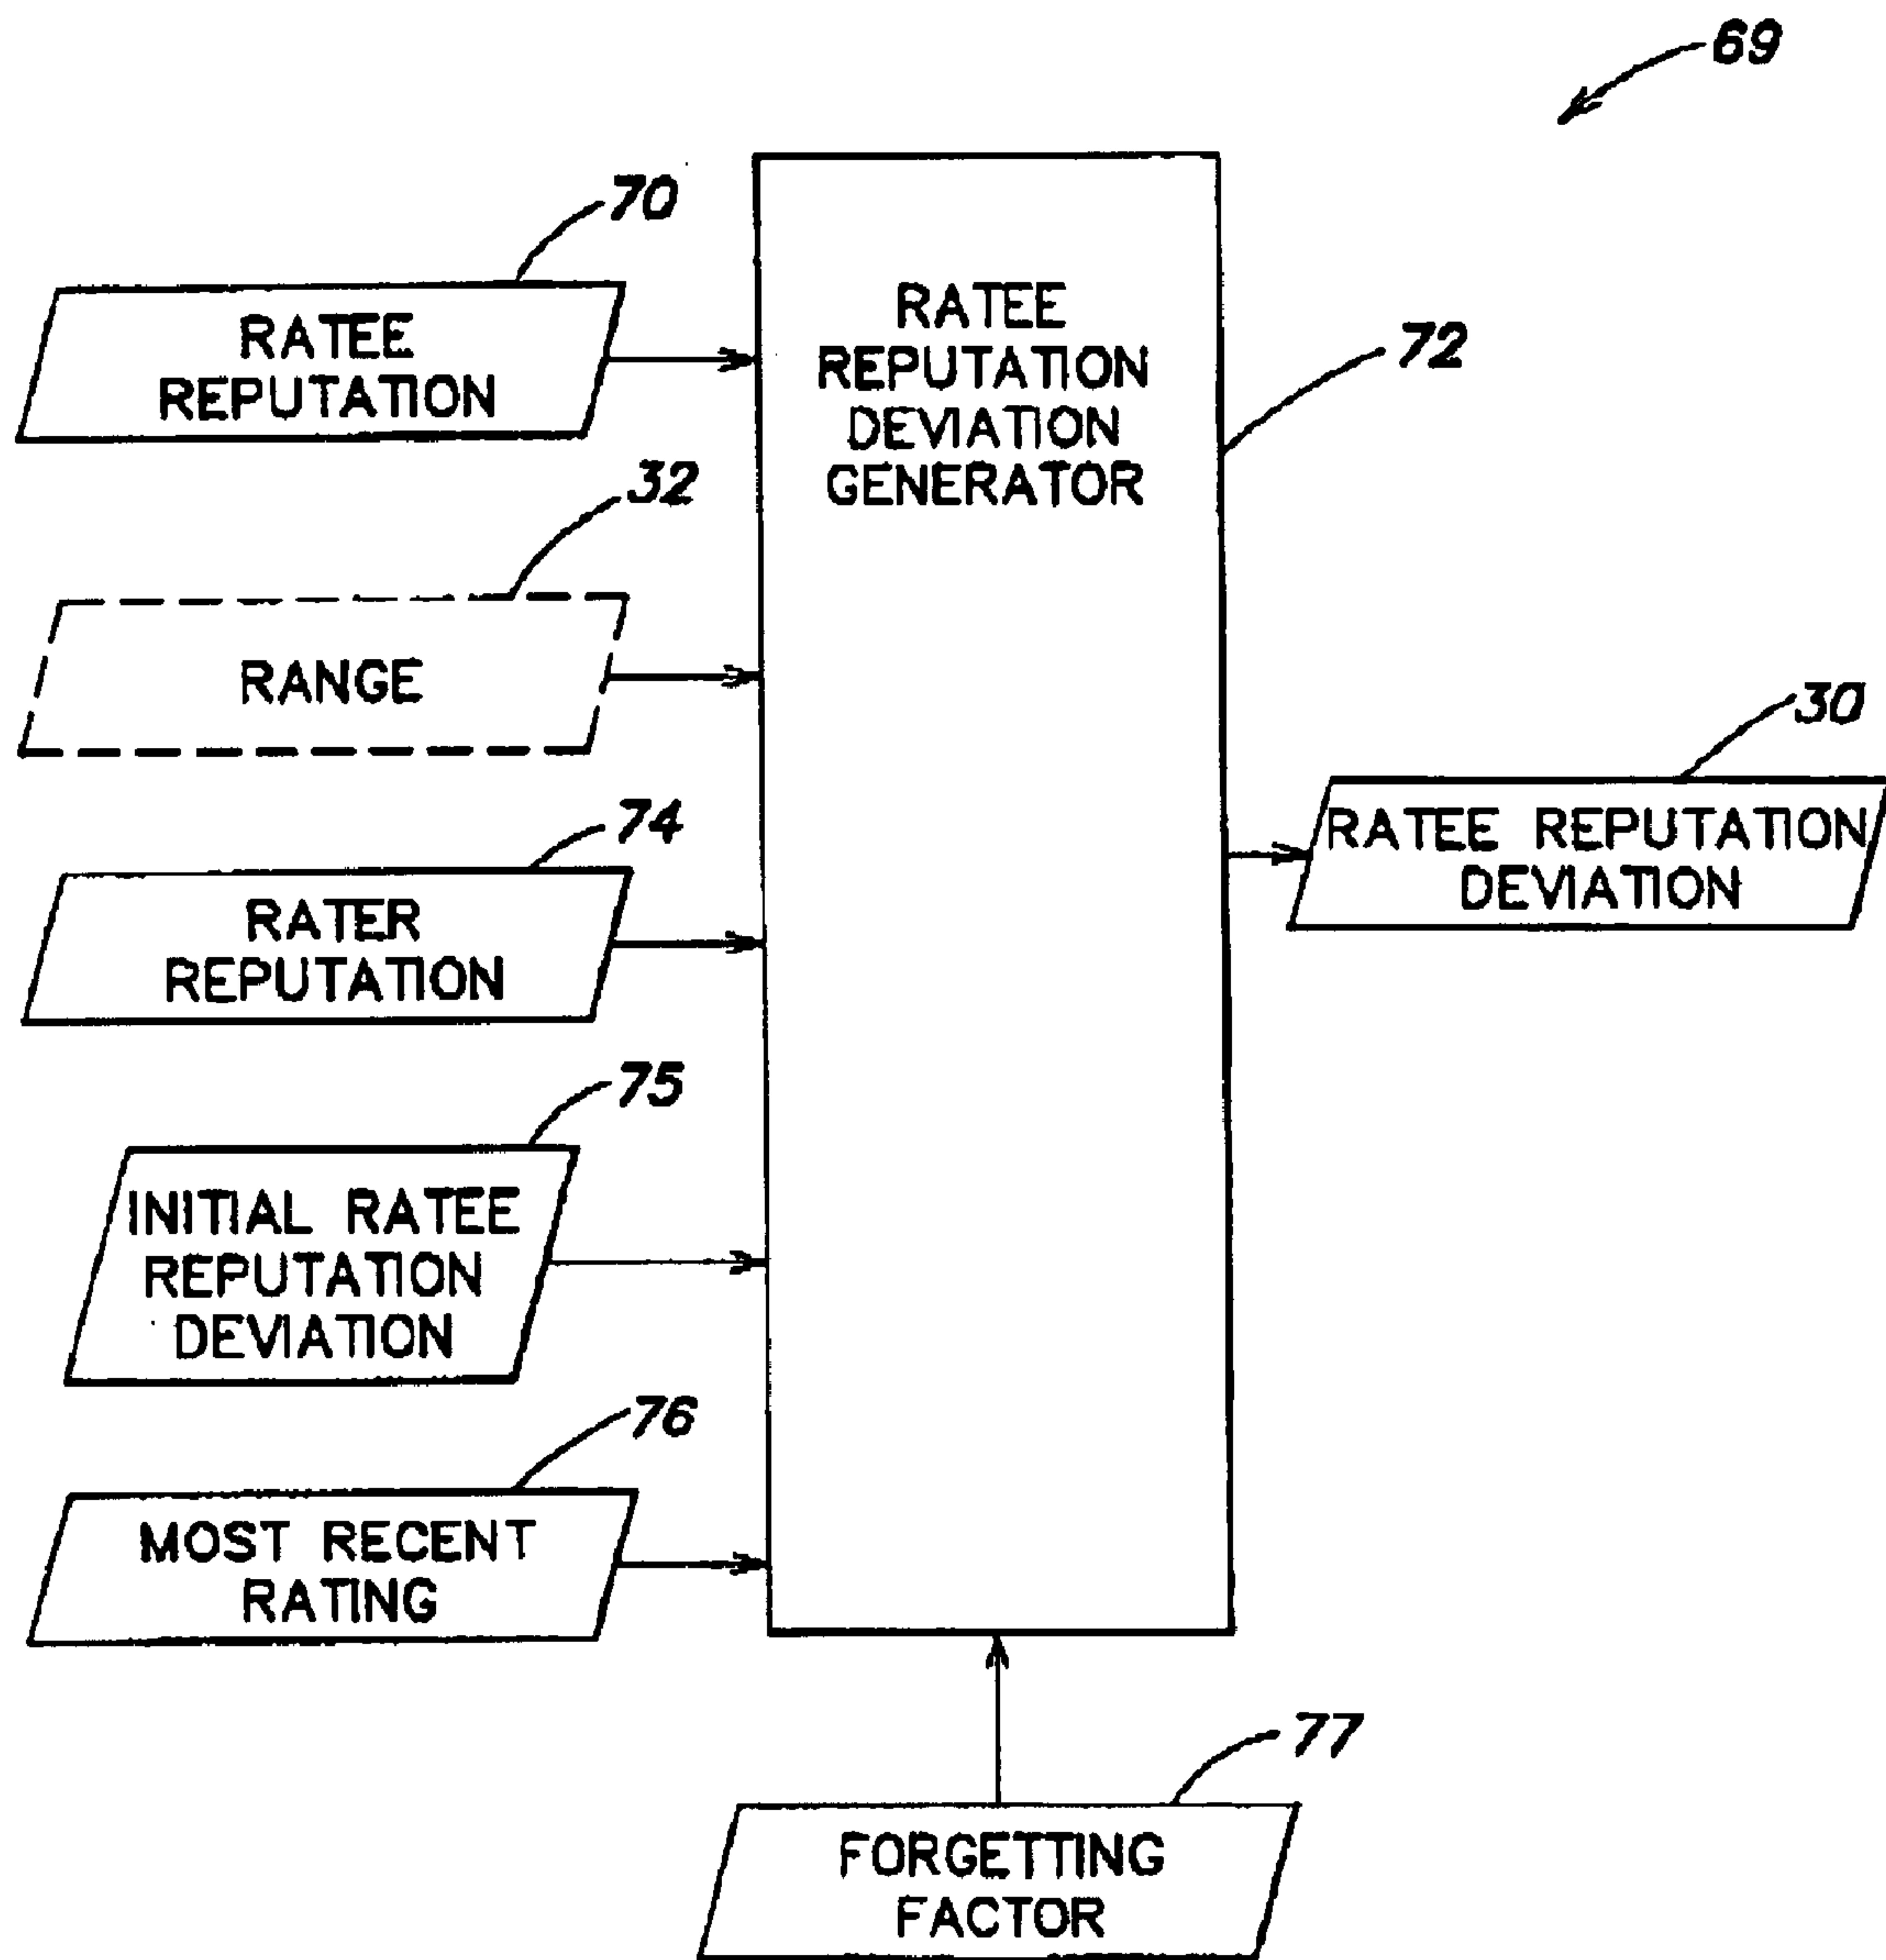 69
70
RATEE
REPUTATION
RATEE
REPUTATION
DEVIATION
GENERATOR
72
32
RANGE
30
RATEE REPUTATION
DEVIATION
74
RATER
REPUTATION
75
INITIAL RATEE
REPUTATION
DEVIATION
76
MOST RECENT
RATING
77
FORGETTING
FACTOR